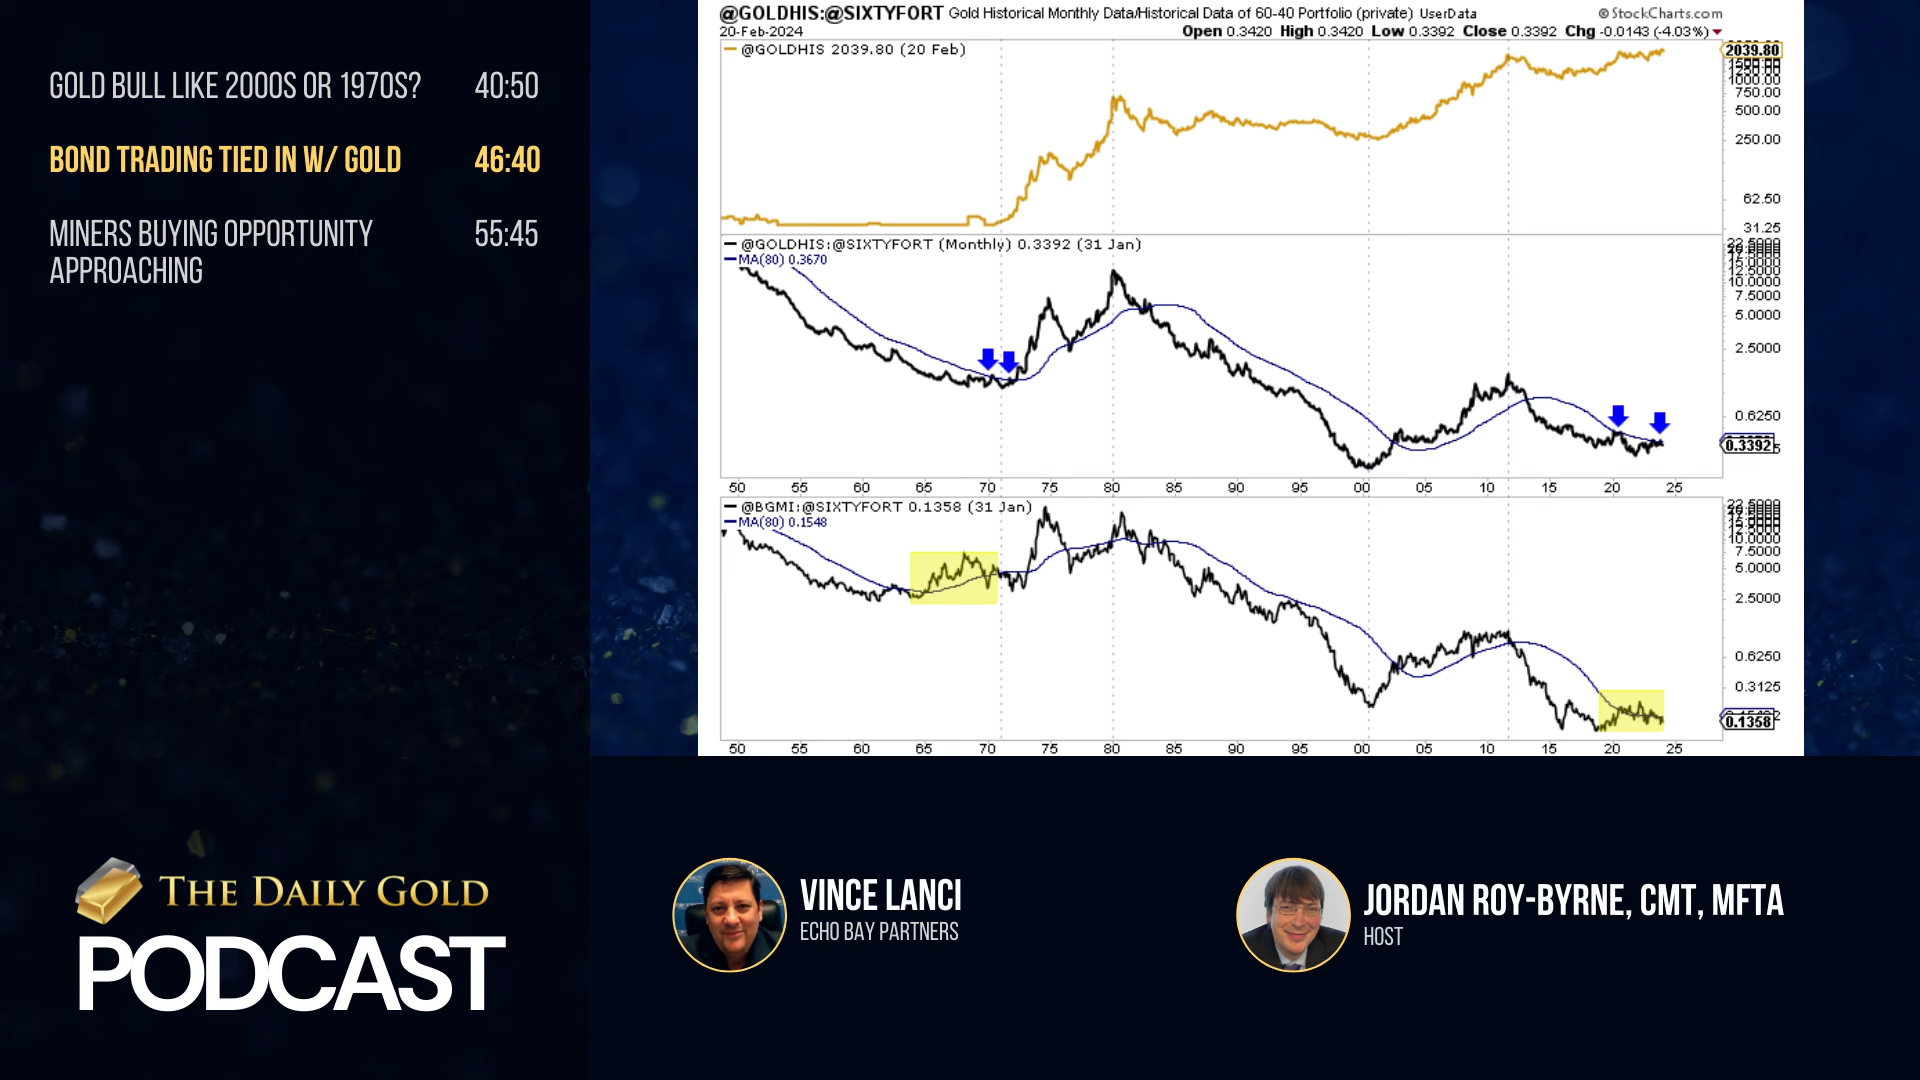 GOLD BULL LIKE 2000S OR 1970S? 40:50
BOND TRADING TIED IN W/ GOLD 46:40
MINERS BUYING OPPORTUNITY 55:45
APPROACHING
@GOLDHIS:@SIXTYFORT Gold Historical Monthly Data/Historical Data of 60-40 Portfolio (private) UserData © StockCharts.com
20-Feb-2024 Open 0.3420 High 0.3420 Low 0.3392 Close 0.3392 Chg -0.0143 (-4.03%)
@GOLDHIS 2039.80 (20 Feb)
2039.80
1000.00
750.00
500.00
250.00
62.50
31.25
@GOLDHIS:@SIXTYFORT (Monthly) 0.3392 (31 Jan)
MA(80) 0.3670
12.5000
10.0000
7.5000
5.0000
2.5000
0.6250
0.3392
50 55 60 65 70 75 80 85 90 95 00 05 10 15 20 25
@BGMI:@SIXTYFORT 0.1358 (31 Jan)
MA(80) 0.1548
10.0000
7.5000
5.0000
2.5000
0.6250
0.3125
0.1358
50 55 60 65 70 75 80 85 90 95 00 05 10 15 20 25
THE DAILY GOLD
PODCAST
VINCE LANCI
ECHO BAY PARTNERS
JORDAN ROY-BYRNE, CMT, MFTA
HOST